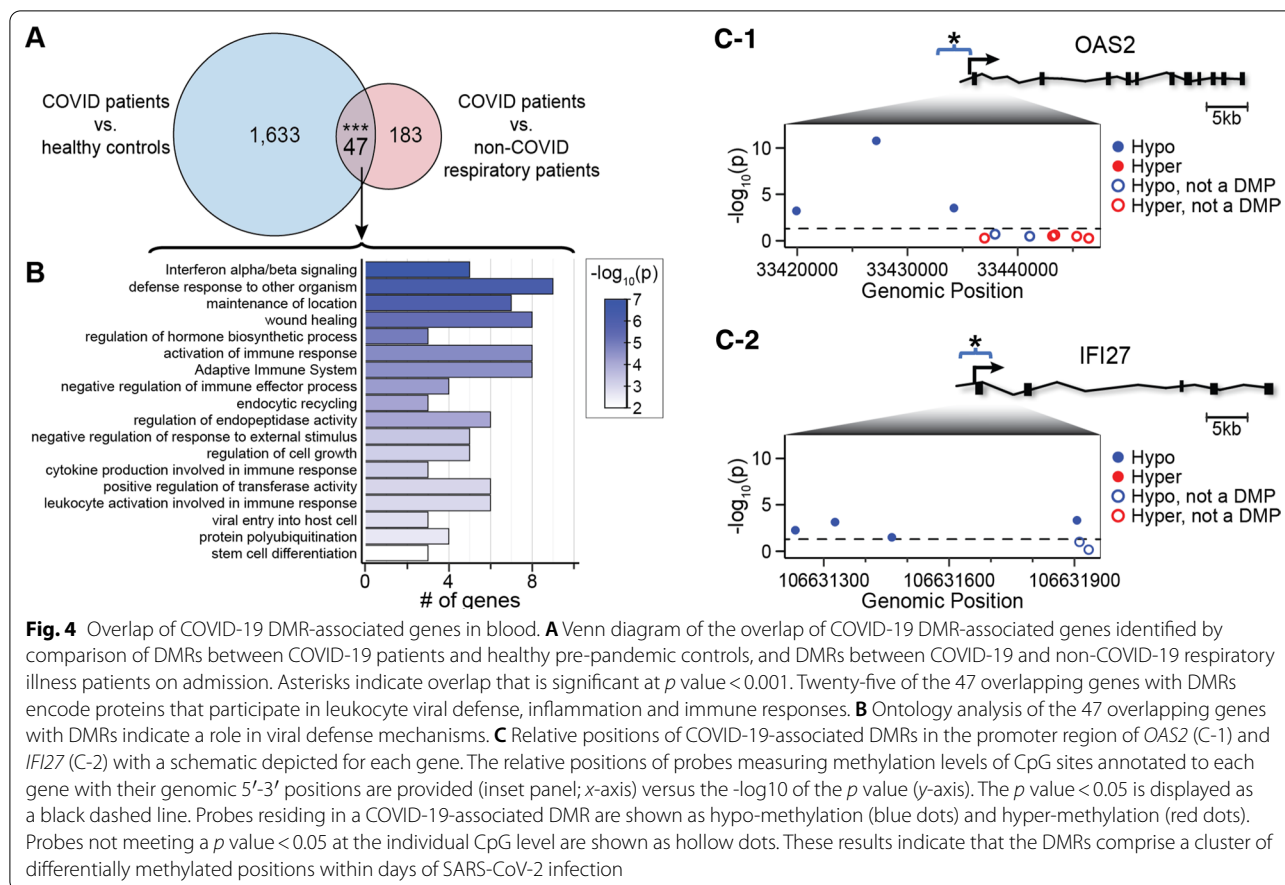 A
COVID patients
vs.
healthy controls
1,633
***
47
183
COVID patients
vs.
non-COVID
respiratory
patients
B
Interferon alpha/beta signaling
defense response to other organism
maintenance of location
wound healing
regulation of hormone biosynthetic process
activation of immune response
Adaptive Immune System
negative regulation of immune effector process
endocytic recycling
regulation of endopeptidase activity
negative regulation of response to external stimulus
regulation of cell growth
cytokine production involved in immune response
positive regulation of transferase activity
leukocyte activation involved in immune response
viral entry into host cell
protein polyubiquitination
stem cell differentiation
0 4 8
# of genes
-log10(p)
7
6
5
4
3
2
C-1
*
OAS2
5kb
10
5
0
-log10(p)
33420000 33430000 33440000
Genomic Position
Hypo
Hyper
Hypo, not a DMP
Hyper, not a DMP
C-2
*
IFI27
5kb
10
5
0
-log10(p)
106631300 106631600 106631900
Genomic Position
Hypo
Hyper
Hypo, not a DMP
Hyper, not a DMP
Fig. 4 Overlap of COVID-19 DMR-associated genes in blood. A Venn diagram of the overlap of COVID-19 DMR-associated genes identified by
comparison of DMRs between COVID-19 patients and healthy pre-pandemic controls, and DMRs between COVID-19 and non-COVID-19 respiratory
illness patients on admission. Asterisks indicate overlap that is significant at p value < 0.001. Twenty-five of the 47 overlapping genes with DMRs
encode proteins that participate in leukocyte viral defense, inflammation and immune responses. B Ontology analysis of the 47 overlapping genes
with DMRs indicate a role in viral defense mechanisms. C Relative positions of COVID-19-associated DMRs in the promoter region of OAS2 (C-1) and
IFI27 (C-2) with a schematic depicted for each gene. The relative positions of probes measuring methylation levels of CpG sites annotated to each
gene with their genomic 5′-3′ positions are provided (inset panel; x-axis) versus the -log10 of the p value (y-axis). The p value < 0.05 is displayed as
a black dashed line. Probes residing in a COVID-19-associated DMR are shown as hypo-methylation (blue dots) and hyper-methylation (red dots).
Probes not meeting a p value < 0.05 at the individual CpG level are shown as hollow dots. These results indicate that the DMRs comprise a cluster of
differentially methylated positions within days of SARS-CoV-2 infection